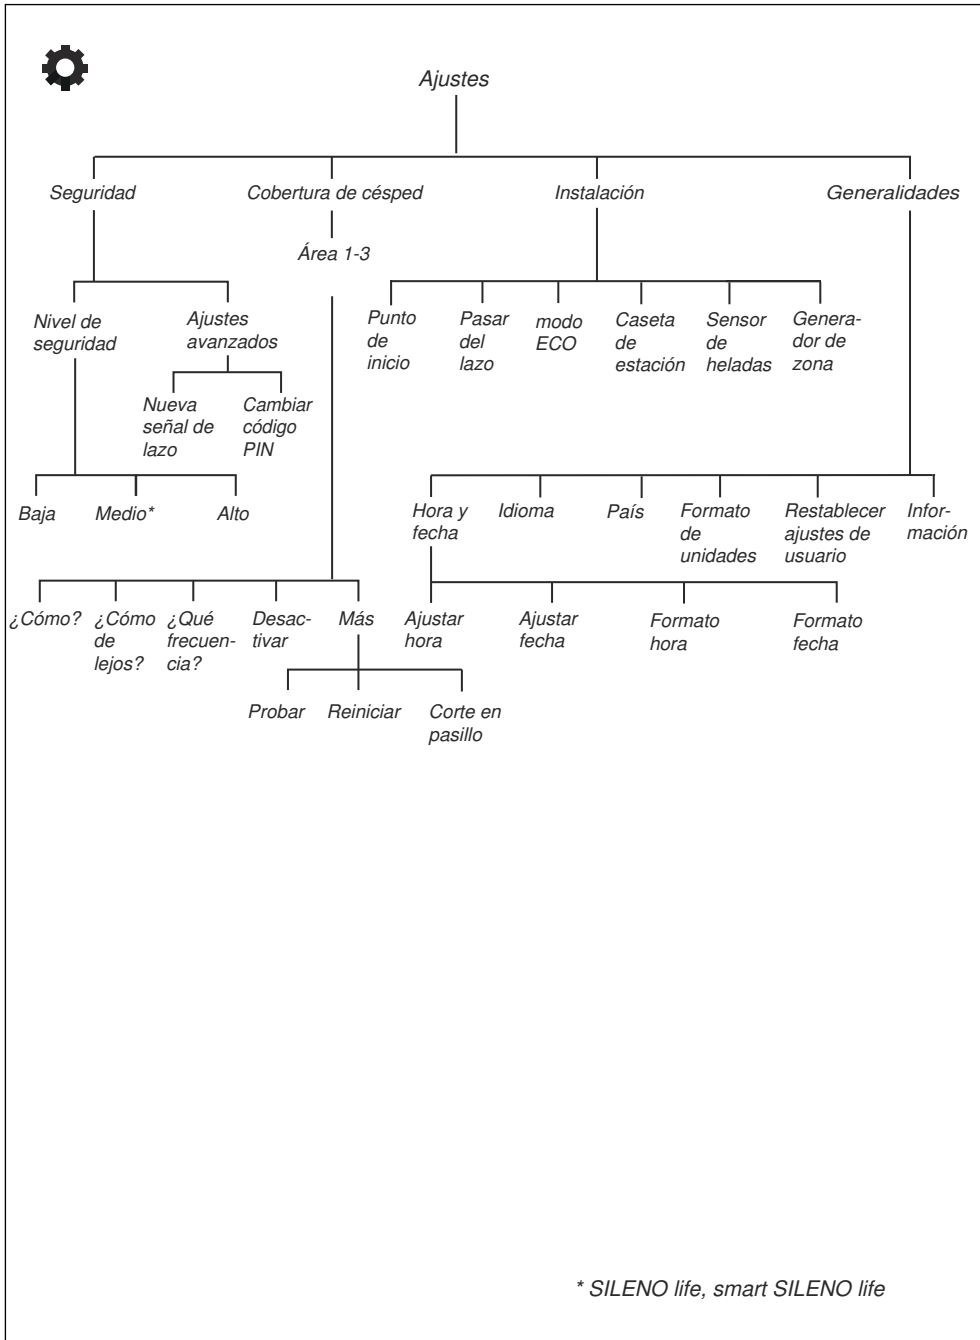 Ajustes
Seguridad
Cobertura de césped
Instalación
Generalidades
Área 1-3
Nivel de
seguridad
Ajustes
avanzados
Punto
de
inicio
Pasar
del
lazo
modo
ECO
Caseta
de
estación
Sensor
de
heladas
Genera-
dor de
zona
Nueva
señal de
lazo
Cambiar
código
PIN
Baja
Medio*
Alto
Hora y
fecha
Idioma
País
Formato
de
unidades
Restablecer
ajustes de
usuario
Infor-
mación
¿Cómo?
¿Cómo
de
lejos?
¿Qué
frecuen-
cia?
Desac-
tivar
Más
Ajustar
hora
Ajustar
fecha
Formato
hora
Formato
fecha
Probar
Reiniciar
Corte en
pasillo
* SILENO life, smart SILENO life